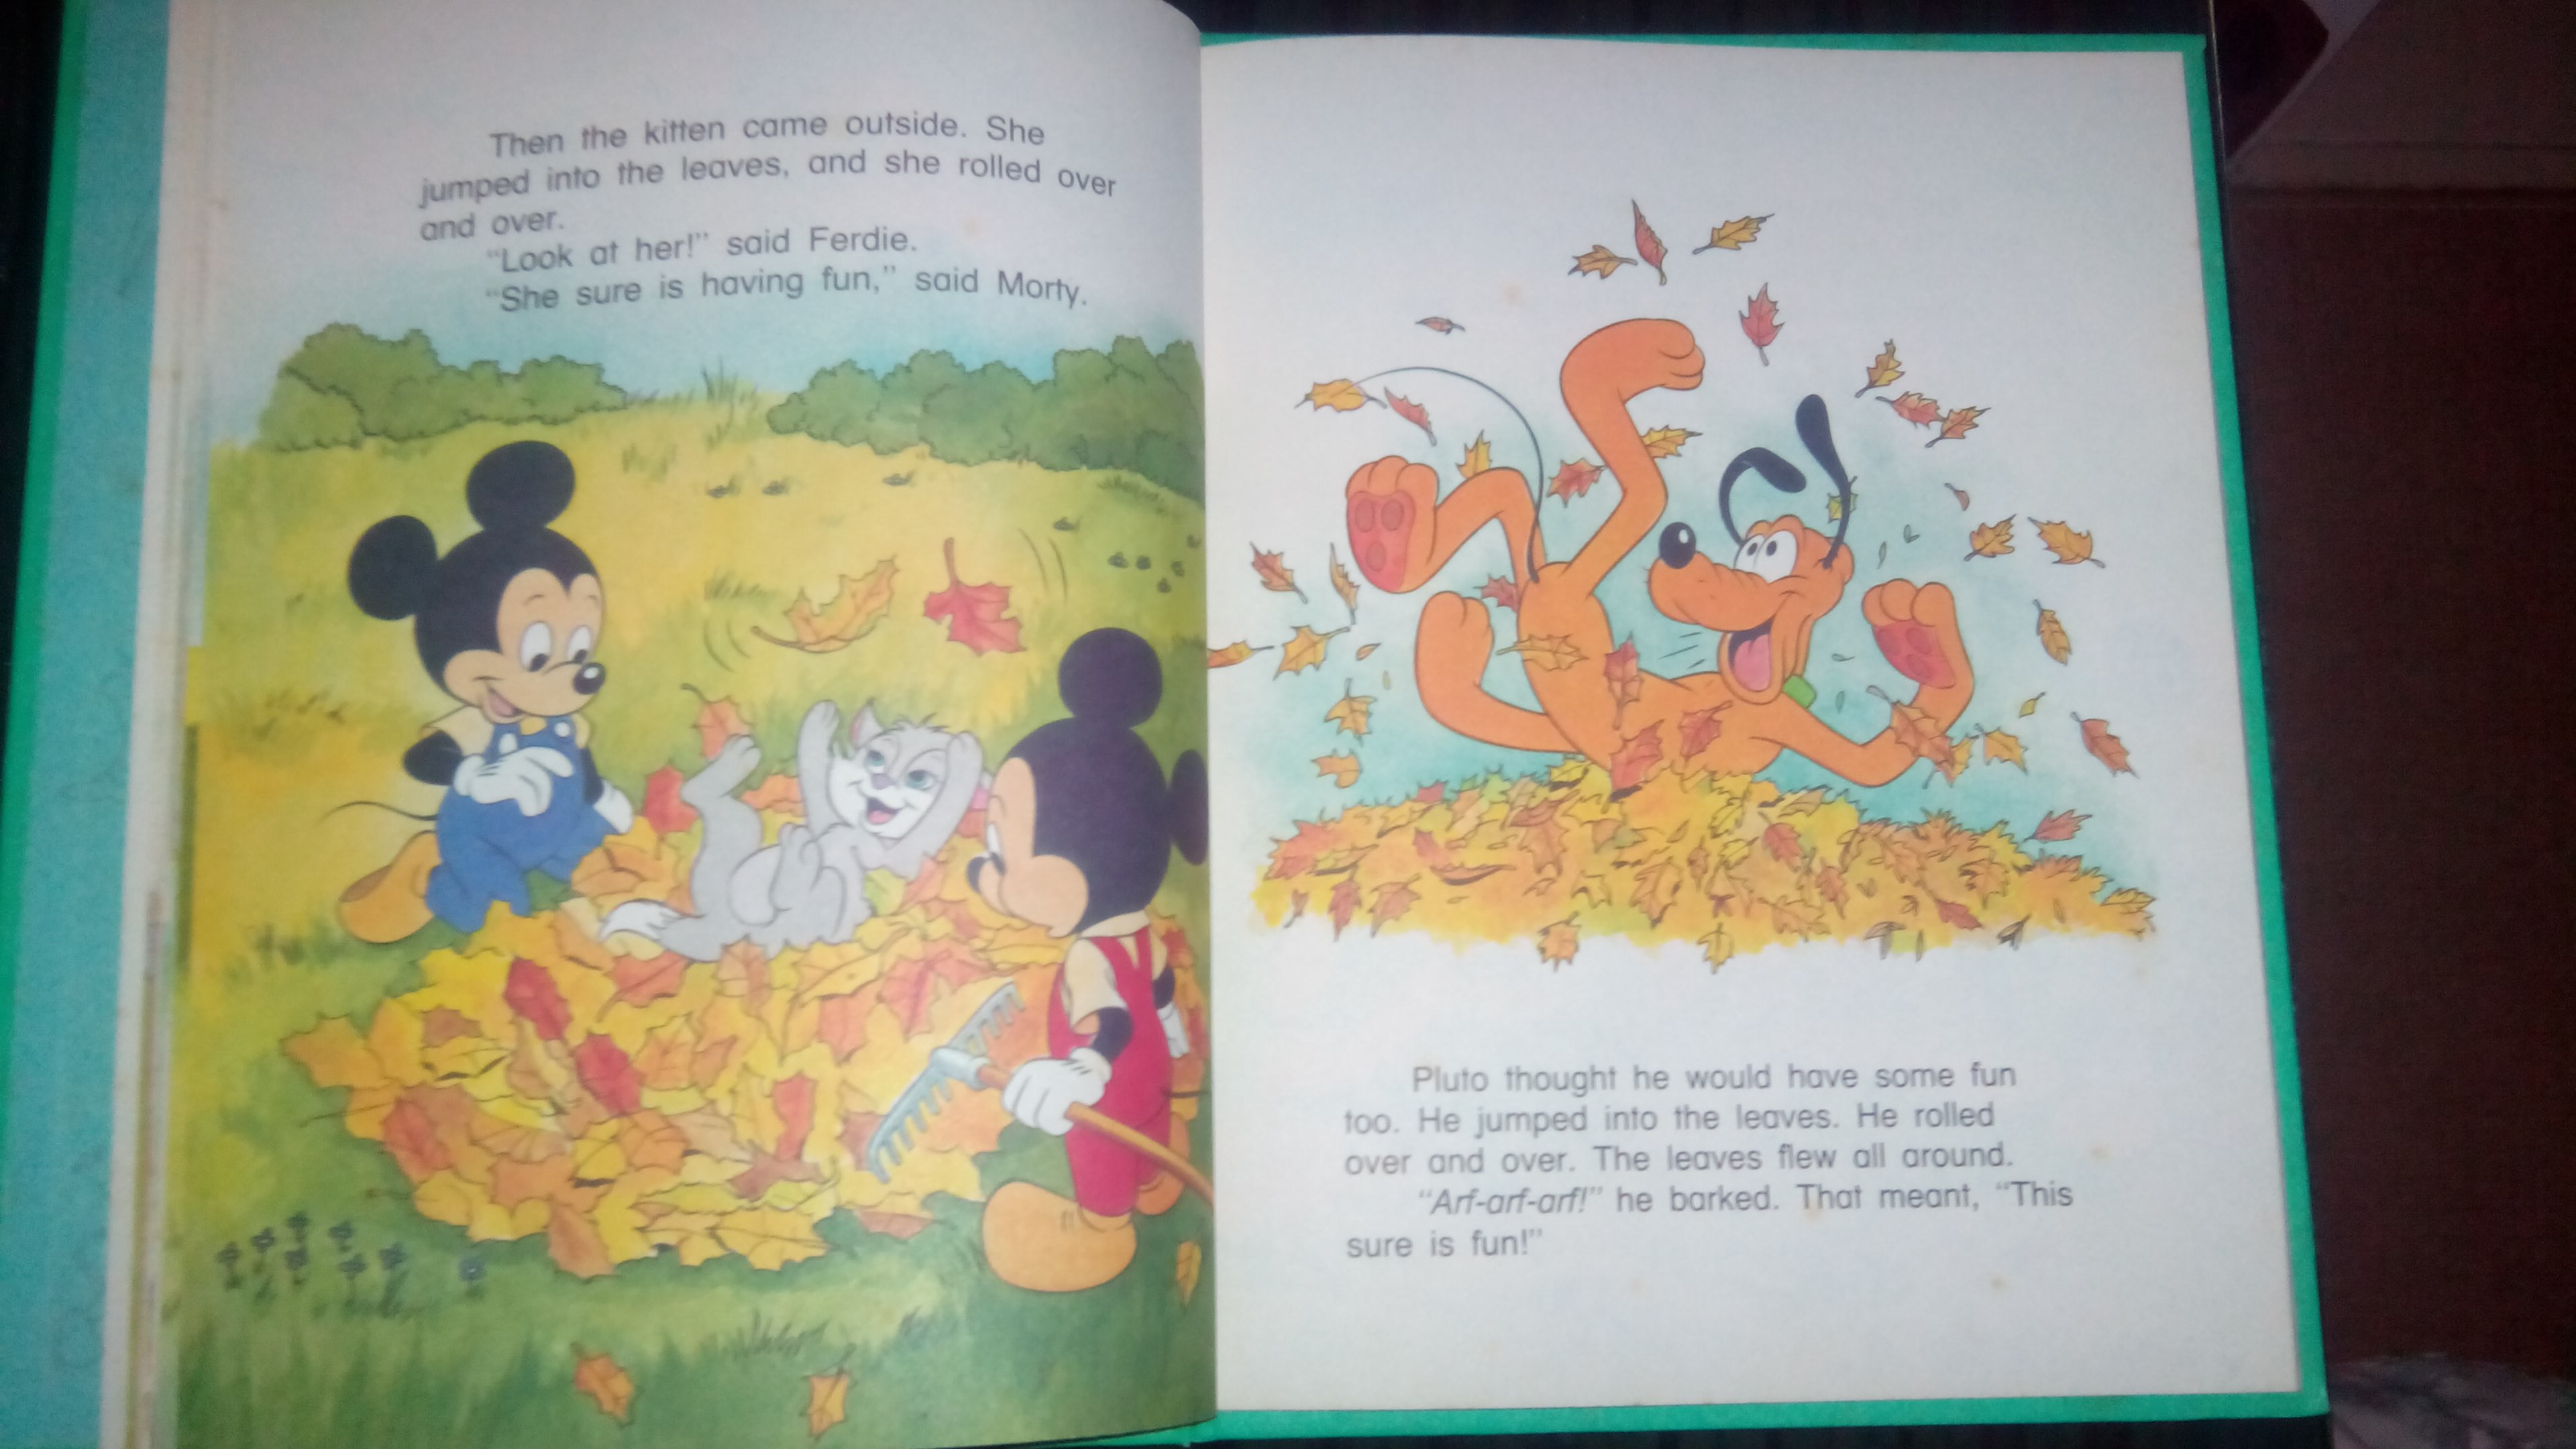 Then the kitten came outside. She
jumped into the leaves, and she rolled over
and over.
“Look at her!” said Ferdie.
“She sure is having fun,” said Morty.
Pluto thought he would have some fun
too. He jumped into the leaves. He rolled
over and over. The leaves flew all around.
“Arf-arf-arf!” he barked. That meant, “This
sure is fun!”